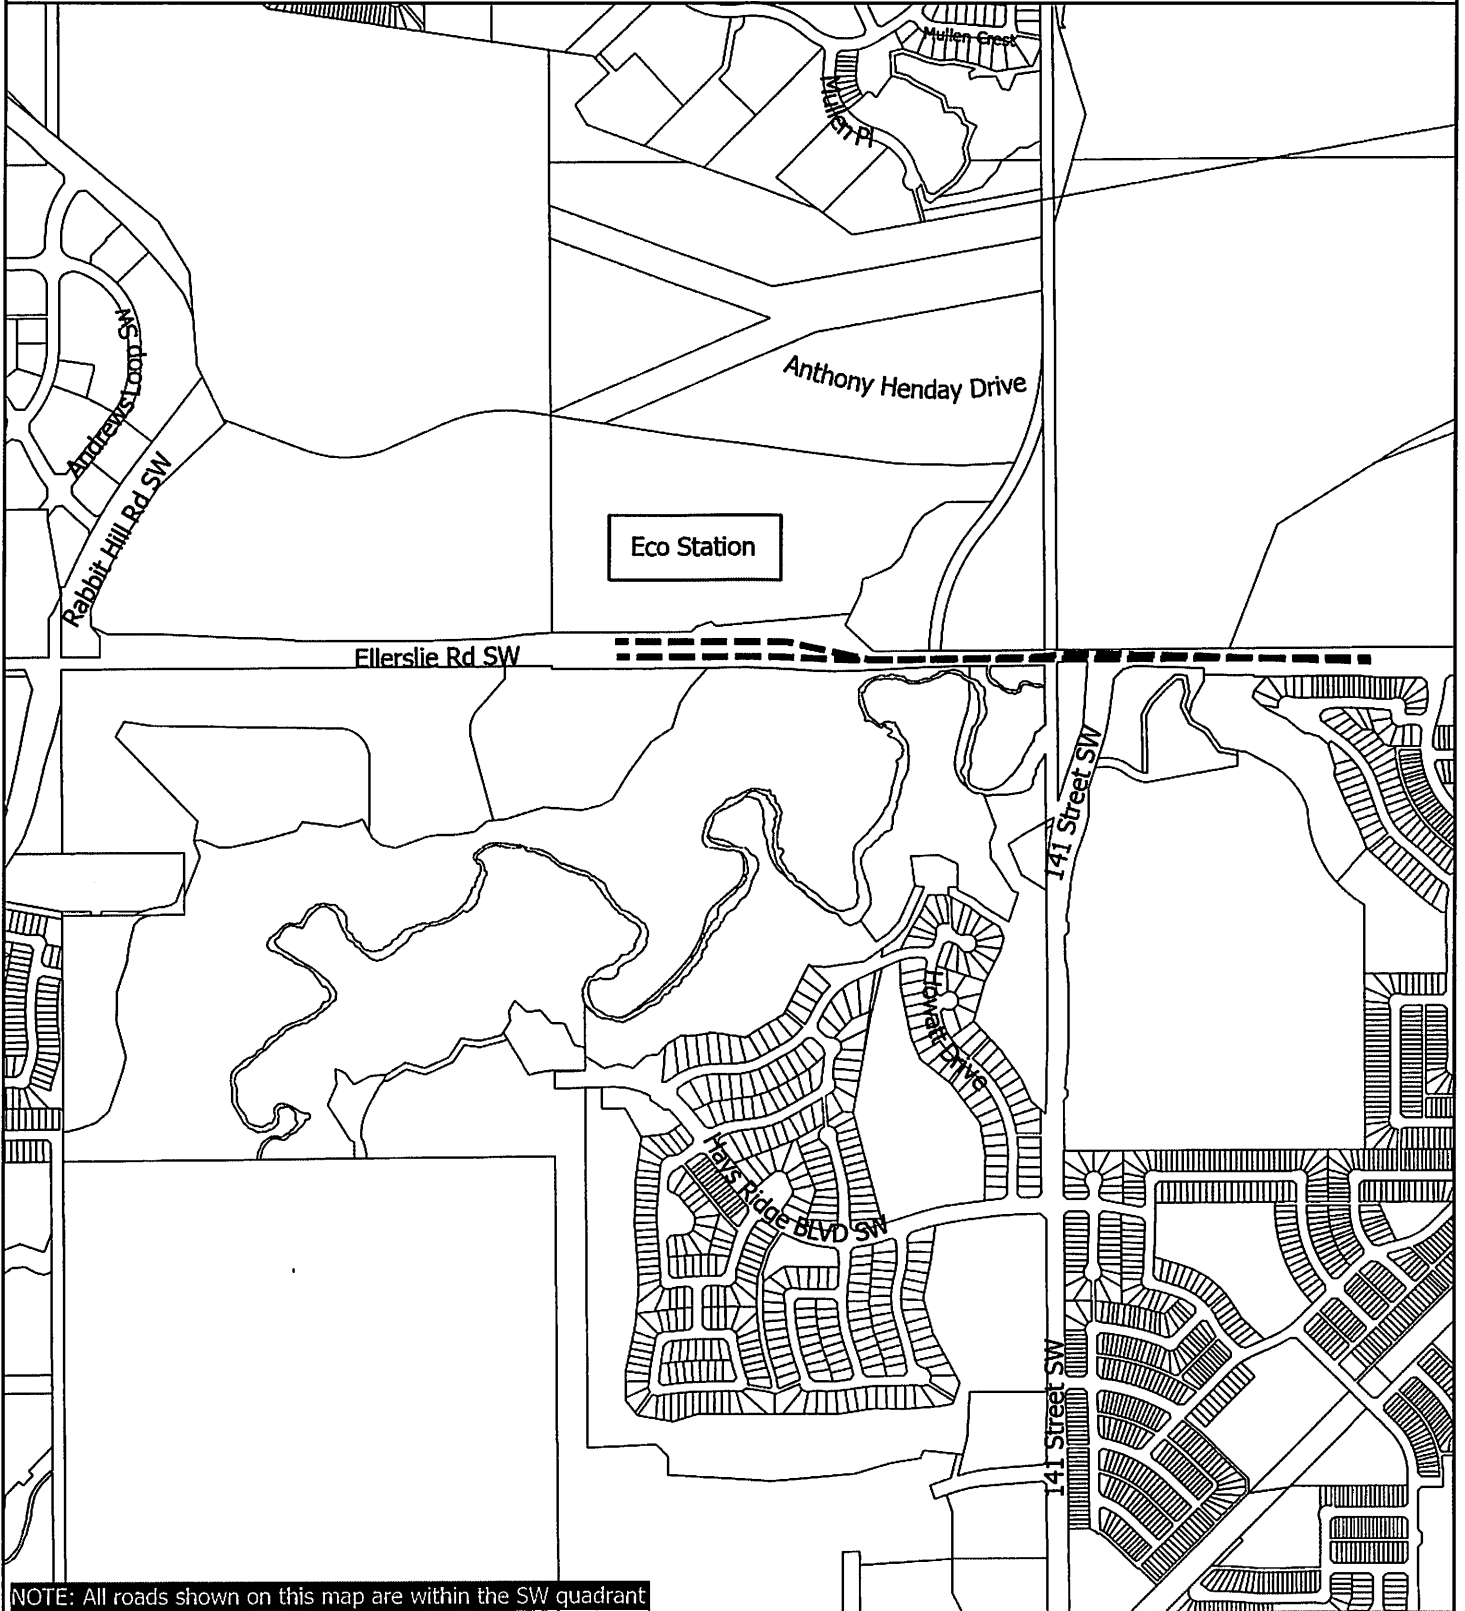 Mullen Crest
Mullen Pl
Andrews Loop SW
Anthony Henday Drive
Rabbit Hill Rd SW
Eco Station
Ellerslie Rd SW
141 Street SW
Howatt Drive
Hays Ridge BLVD SW
141 Street SW
NOTE: All roads shown on this map are within the SW quadrant